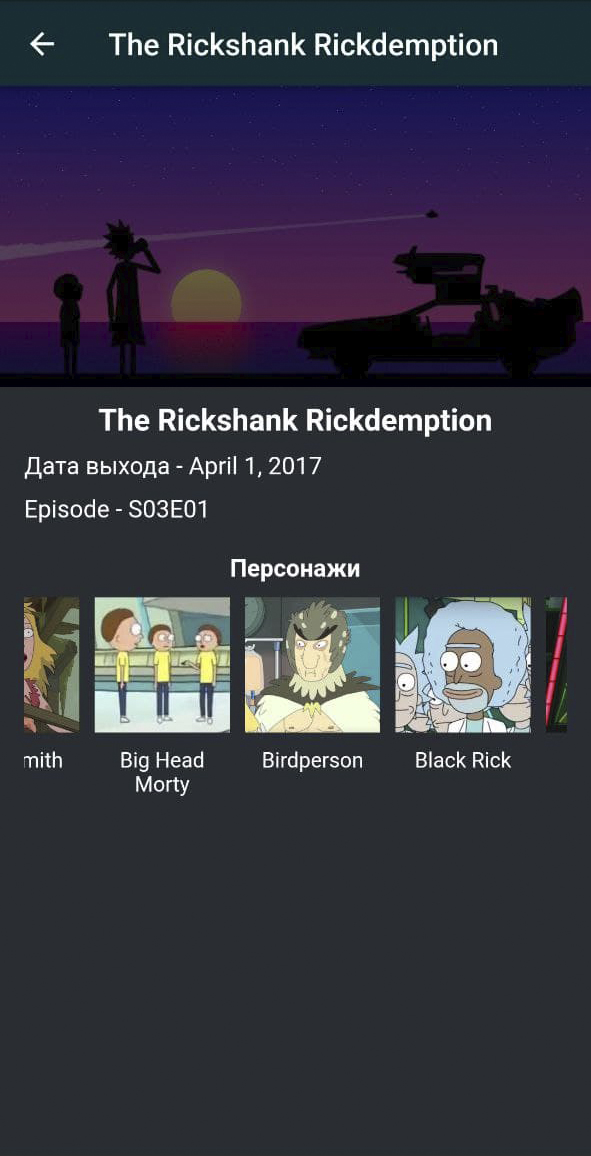 The Rickshank Rickdemption
The Rickshank Rickdemption
Дата выхода - April 1, 2017
Episode - S03E01
Персонажи
mith
Big Head
Morty
Birdperson
Black Rick